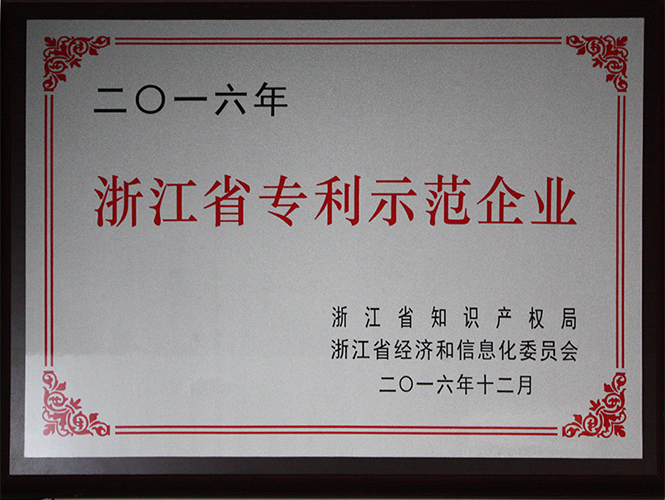 二〇一六年
浙江省专利示范企业
浙江省知识产权局
浙江省经济和信息化委员会
二〇一六年十二月